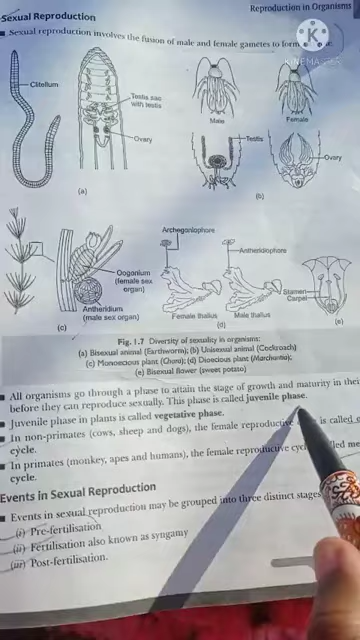 Reproduction in Organisms
Sexual Reproduction
Sexual reproduction involves the fusion of male and female gametes to form
KINEMASTER
Clitellum
Testis sac
with testis
Ovary
(a)
Male
Female
Testis
Ovary
(b)
Oogonium
(female sex
organ)
Antheridium
(male sex organ)
(c)
Archegoniophore
Antheridiophore
Female thallus
Male thallus
(d)
Stamen
Carpel
(e)
Fig. 1.7 Diversity of sexuality in organisms:
(a) Bisexual animal (Earthworm); (b) Unisexual animal (Cockroach)
(c) Monoecious plant (Chara); (d) Dioecious plant (Marchantia);
(e) Bisexual flower (sweet potato)
All organisms go through a phase to attain the stage of growth and maturity in their
before they can reproduce sexually. This phase is called juvenile phase.
Juvenile phase in plants is called vegetative phase.
In non-primates (cows, sheep and dogs), the female reproductive is called
cycle.
In primates (monkey, apes and humans), the female reproductive
cycle.
Events in Sexual Reproduction
Events in sexual reproduction may be grouped into three distinct stages
(i) Pre-fertilisation
(ii) Fertilisation also known as syngamy
(iii) Post-fertilisation.